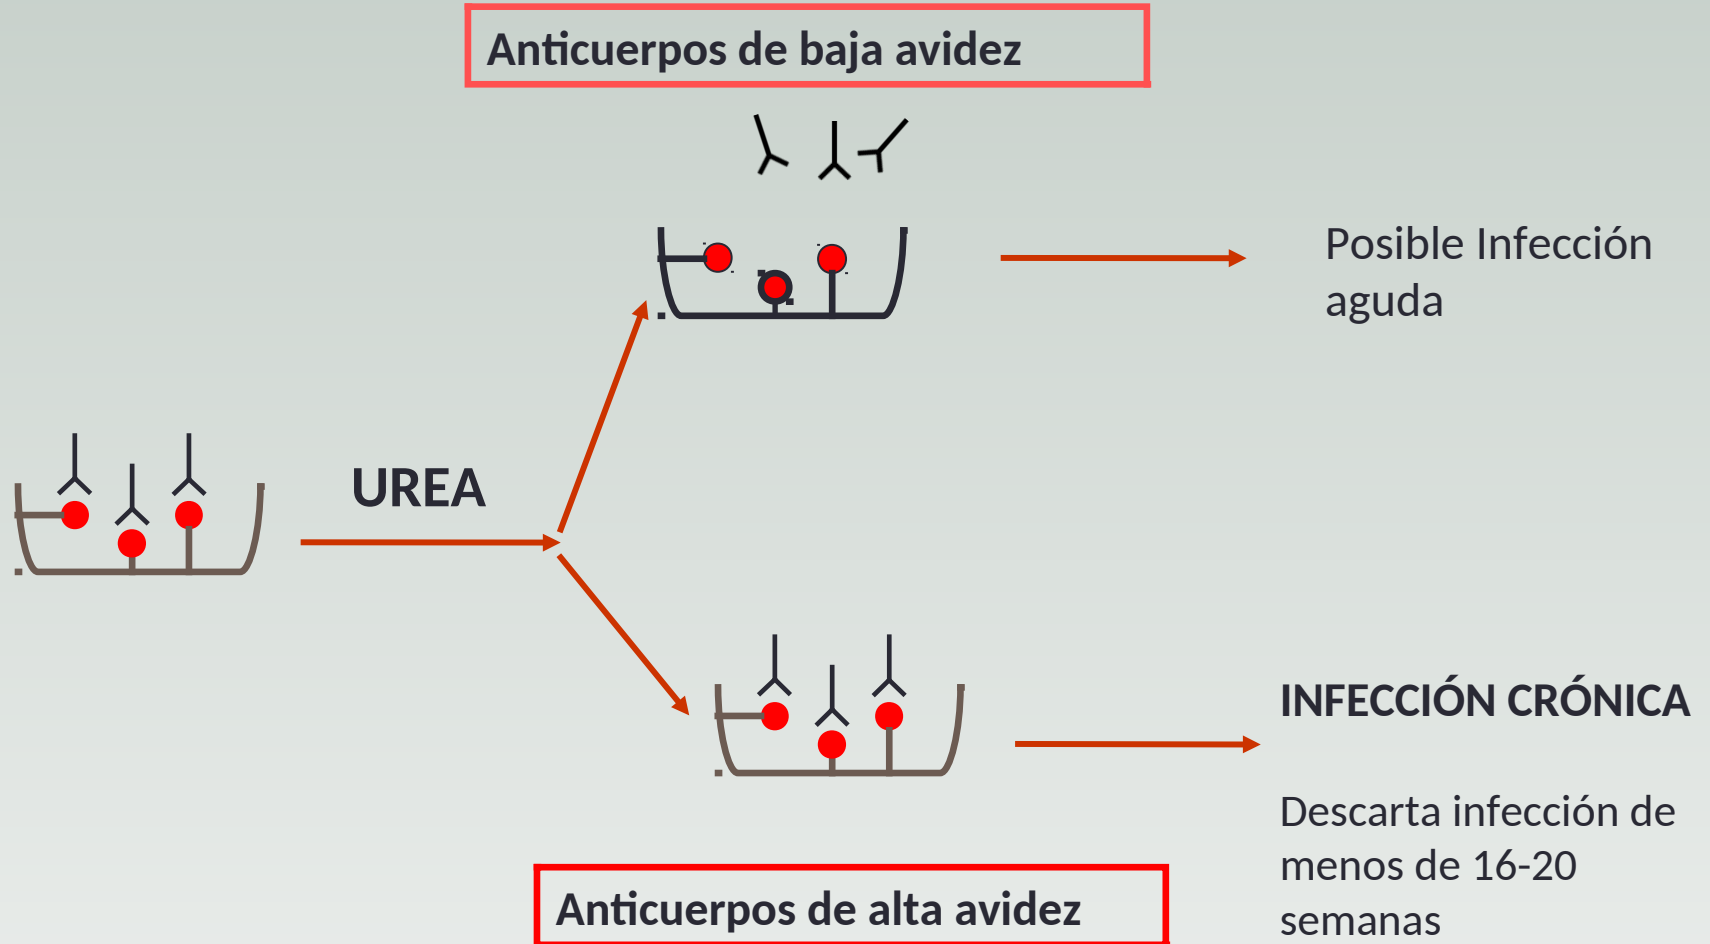 Anticuerpos de baja avidez
Posible Infección
aguda
UREA
INFECCIÓN CRÓNICA
Descarta infección de
menos de 16-20
semanas
Anticuerpos de alta avidez